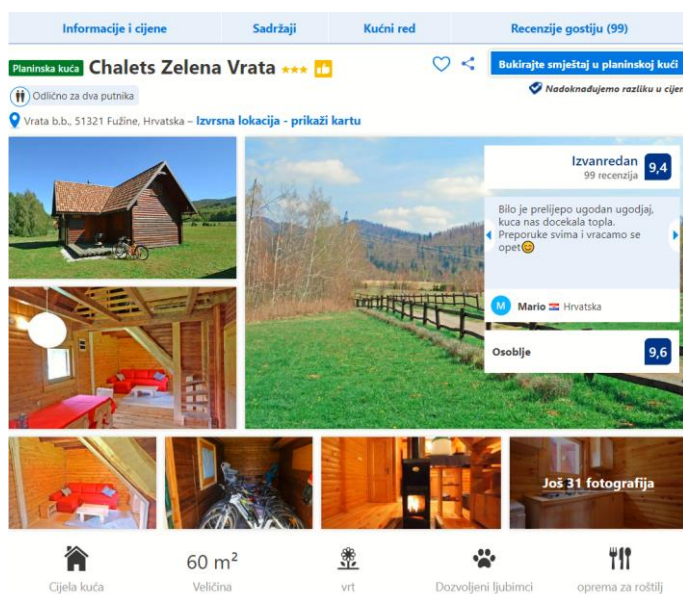 Informacije i cijene Sadržaji Kućni red Recenzije gostiju (99)
Planinska kuća Chalets Zelena Vrata
Bukirajte smještaj u planinskoj kući
Odlično za dva putnika
Nadoknađujemo razliku u cijen
Vrata b.b., 51321 Fužine, Hrvatska – Izvrsna lokacija - prikaži kartu
Izvanredan 9,4
99 recenzija
Bilo je prelijepo ugodan ugodjaj,
kuca nas docekala topla.
Preporuke svima i vracamo se
opet😊
M Mario Hrvatska
Osoblje 9,6
Još 31 fotografija
60 m²
Cijela kuća Veličina vrt Dozvoljeni ljubimci oprema za roštilj